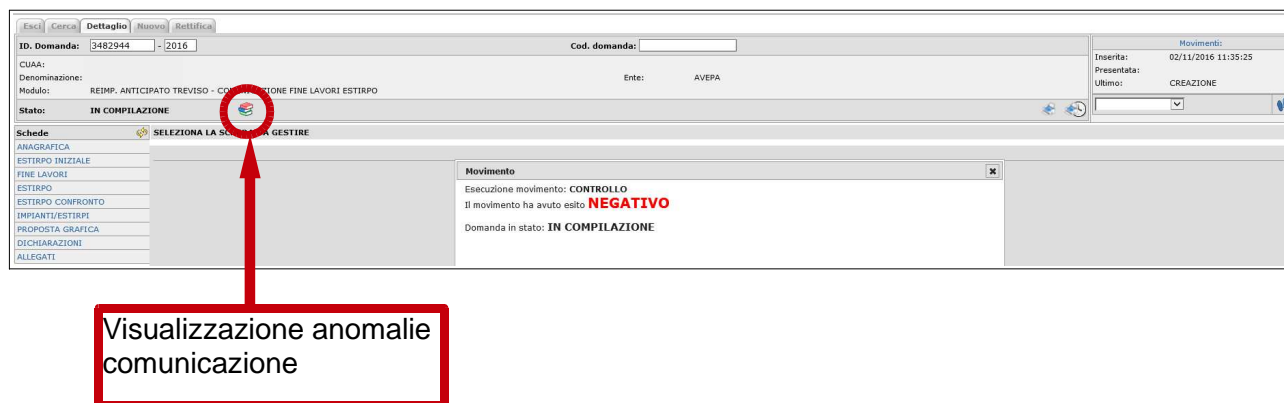 Esci Cerca Dettaglio Nuovo Rettifica
ID. Domanda: 3482944 - 2016 Cod. domanda:
CUAA:
Denominazione: Ente: AVEPA
Modulo: REIMP. ANTICIPATO TREVISO - FINE LAVORI ESTIRPO
Stato: IN COMPILAZIONE
Movimenti:
Inserita: 02/11/2016 11:35:25
Presentata:
Ultimo: CREAZIONE
Schede SELEZIONA LA GESTIRE
ANAGRAFICA
ESTIRPO INIZIALE
FINE LAVORI
ESTIRPO
ESTIRPO CONFRONTO
IMPIANTI/ESTIRPI
PROPOSTA GRAFICA
DICHIARAZIONI
ALLEGATI
Movimento
Esecuzione movimento: CONTROLLO
Il movimento ha avuto esito NEGATIVO
Domanda in stato: IN COMPILAZIONE
Visualizzazione anomalie
comunicazione